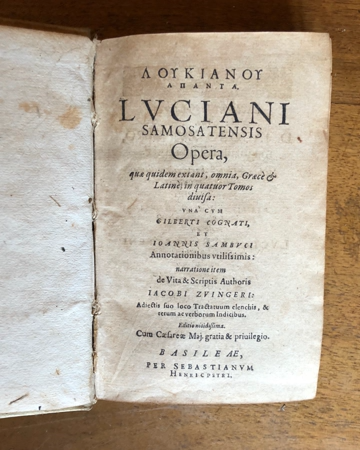 ΛΟΥΚΙΑΝΟΥ
ΑΠΑΝΤΑ.
LVCIANI
SAMOSATENSIS
Opera,
quæ quidem extant, omnia, Græcè &
Latinè: in quatuor Tomos
diuisa:
VNA CVM
GILBERTI COGNATI,
ET
IOANNIS SAMBVCI
Annotationibus vtilissimis:
narratione item
de Vita & Scriptis Authoris
IACOBI ZVINGERI:
Adiectis suo loco Tractatuum elenchis, &
rerum ac verborum Indicibus.
Editio nitidissima.
Cum Cæsareæ Maj. gratia & priuilegio.
BASILEAE,
PER SEBASTIANVM
HENRICPETRI.